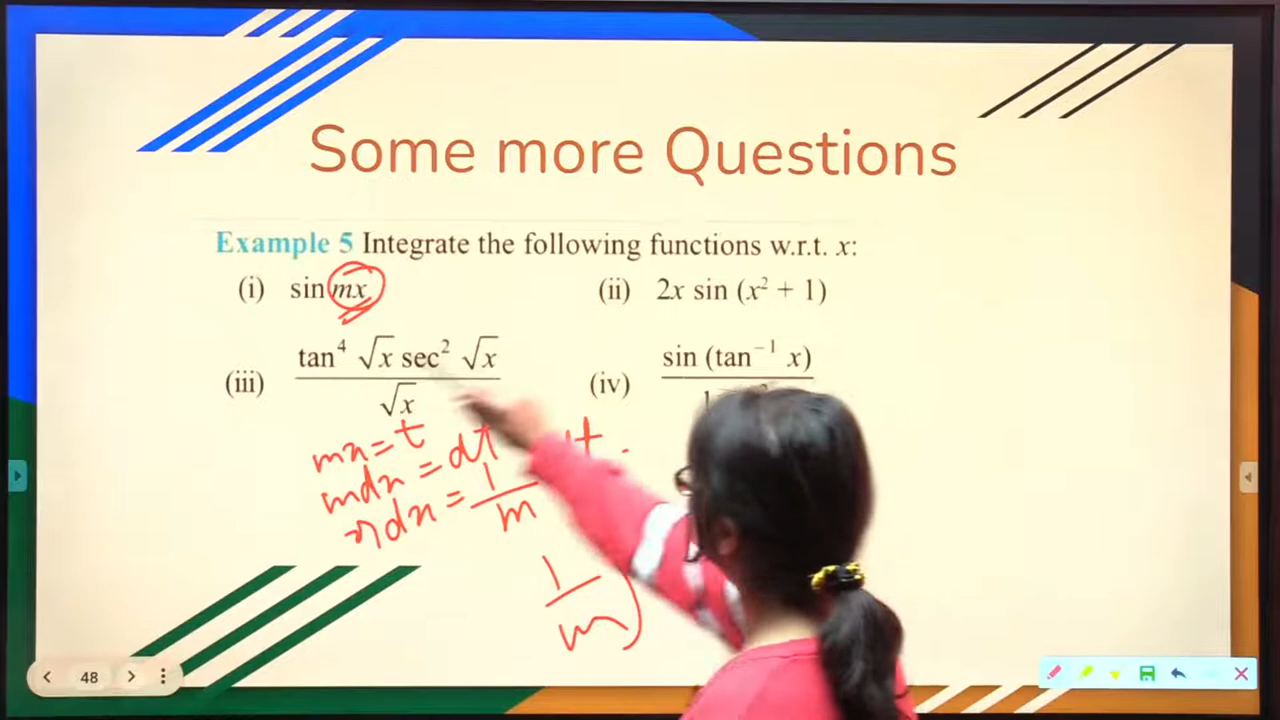 Some more Questions
Example 5 Integrate the following functions w.r.t. x:
(i) sin mx (ii) 2x sin (x² + 1)
(iii) tan⁴ √x sec² √x / √x (iv) sin (tan⁻¹ x)
mx = t
mdx = dt
dx = 1/m
1/m
48